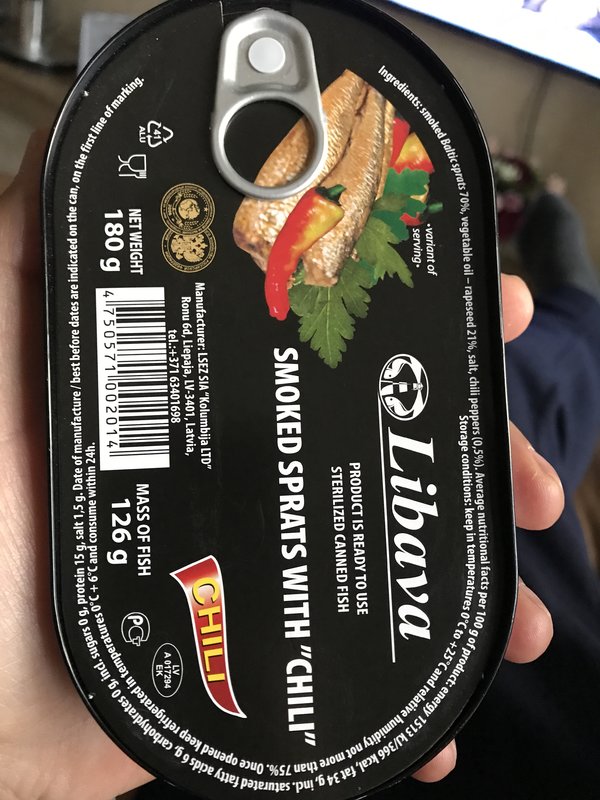 Libava
PRODUCT IS READY TO USE
STERILIZED CANNED FISH
SMOKED SPRATS WITH "CHILI"
CHILI
•variant of
serving•
Manufacturer: LSEZ SIA "Kolumbija LTD"
Ronu 6d, Liepaja, LV-3401, Latvia,
tel.:+371 63401698
NET WEIGHT
180 g
4 750571 002014
MASS OF FISH
126 g
LV
A 017294
EK
41
ALU
Ingredients: smoked Baltic sprats 70%, vegetable oil – rapeseed 21%, salt, chili peppers (0,5%). Average nutritional facts per 100 g of product: energy 1513 kJ/366 kcal, fat 34 g, incl. saturated fatty acids 6 g, carbohydrates 0 g, incl. sugars 0 g, protein 15 g, salt 1,5 g. Date of manufacture / best before dates are indicated on the can, on the first line of marking.
Storage conditions: keep in temperatures 0°C to +25°C and relative humidity not more than 75%. Once opened keep refrigerated in temperatures 0°C + 6°C and consume within 24h.